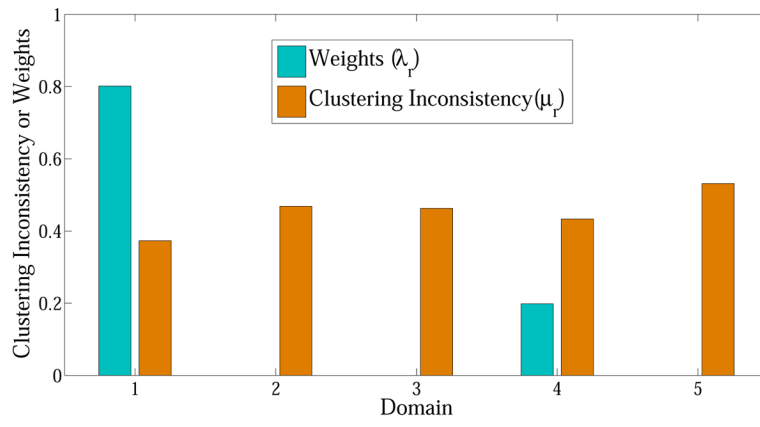 Clustering Inconsistency or Weights
1
0.8
0.6
0.4
0.2
0
Weights (λr)
Clustering Inconsistency(μr)
1 2 3 4 5
Domain